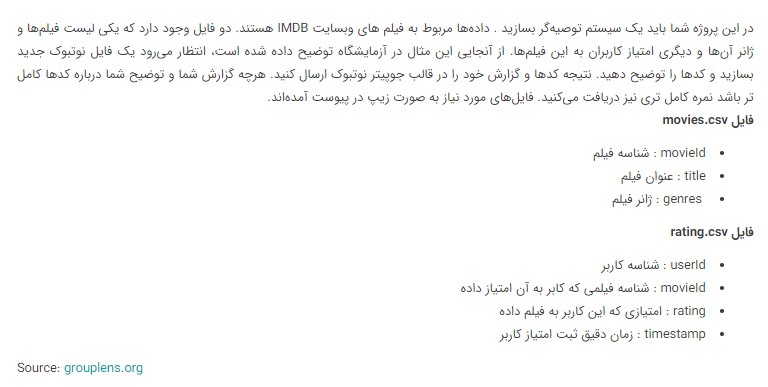 در این پروژه شما باید یک سیستم توصیه‌گر بسازید . داده‌ها مربوط به فیلم های وبسایت IMDB هستند. دو فایل وجود دارد که یکی لیست فیلم‌ها و
ژانر آن‌ها و دیگری امتیاز کاربران به این فیلم‌ها. از آنجایی این مثال در آزمایشگاه توضیح داده شده است، انتظار می‌رود یک فایل نوتبوک جدید
بسازید و کدها را توضیح دهید. نتیجه کدها و گزارش خود را در قالب جوپیتر نوتبوک ارسال کنید. هرچه گزارش شما و توضیح شما درباره کدها کامل
تر باشد نمره کامل تری نیز دریافت می‌کنید. فایل‌های مورد نیاز به صورت زیپ در پیوست آمده‌اند.
فایل movies.csv
• movieId : شناسه فیلم
• title : عنوان فیلم
• genres : ژانر فیلم
فایل rating.csv
• userId : شناسه کاربر
• movieId : شناسه فیلمی که کابر به آن امتیاز داده
• rating : امتیازی که این کاربر به فیلم داده
• timestamp : زمان دقیق ثبت امتیاز کاربر
Source: grouplens.org